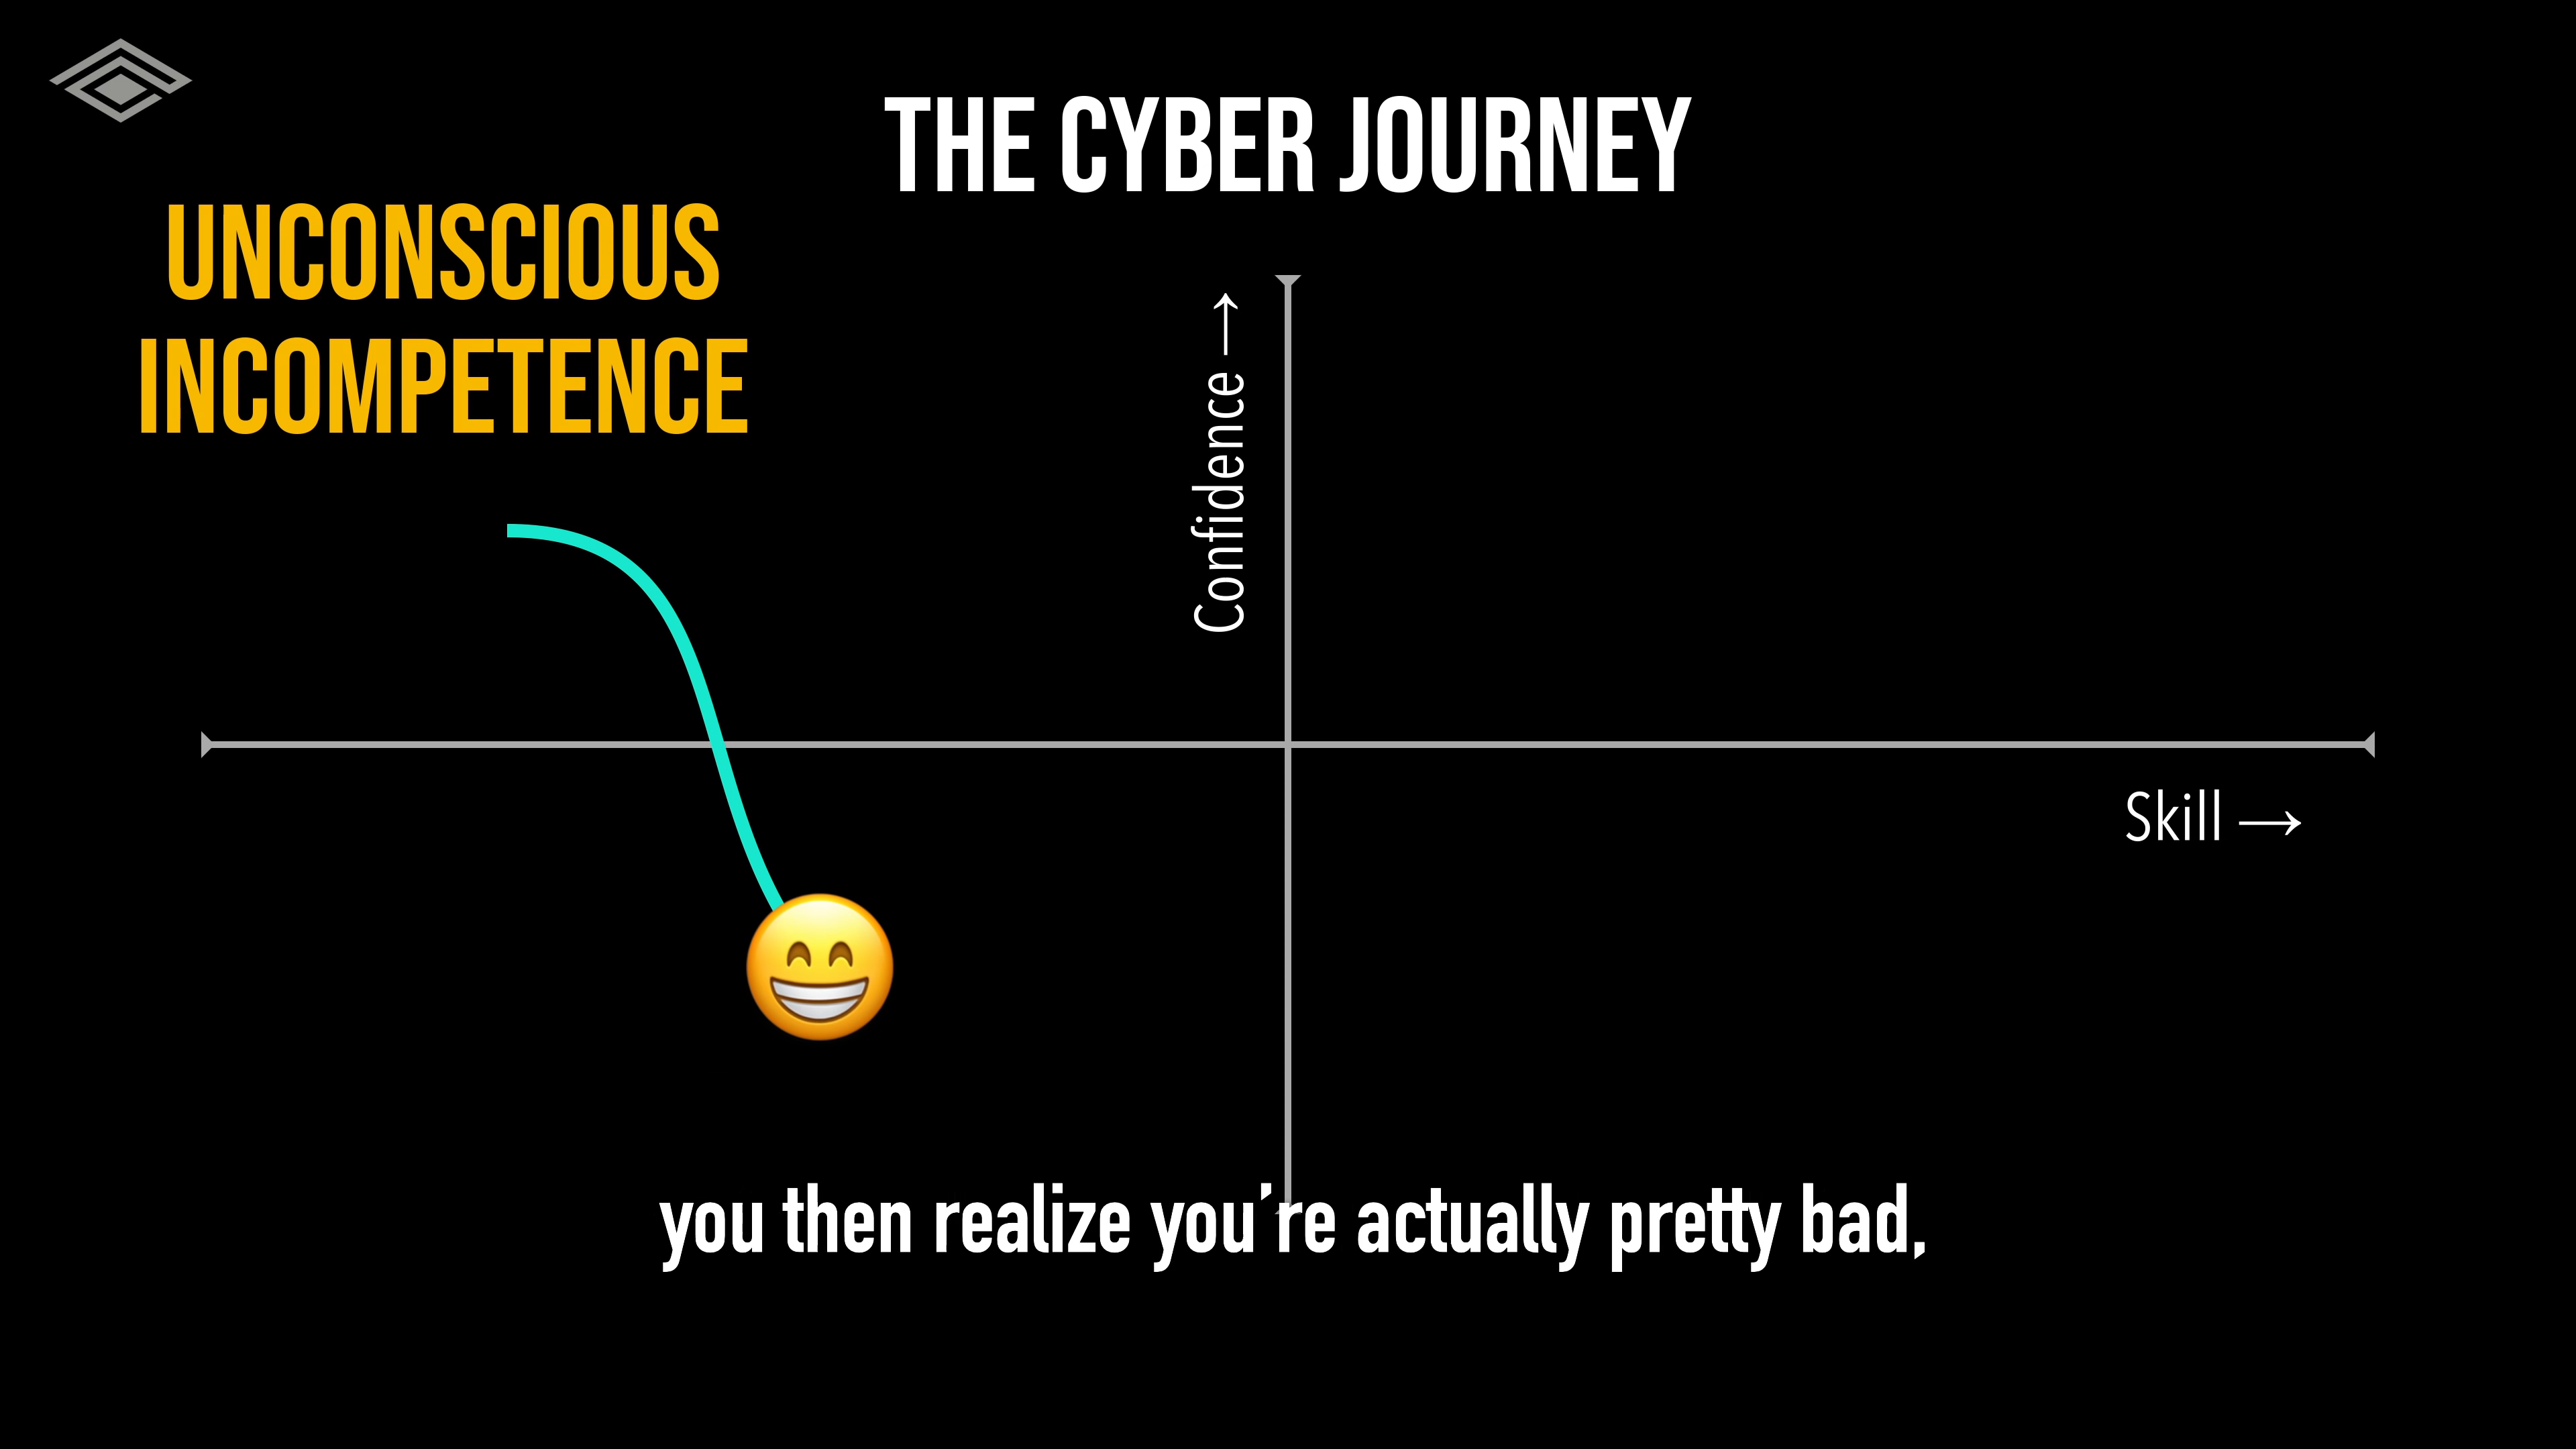 THE CYBER JOURNEY
UNCONSCIOUS
INCOMPETENCE
Confidence →
Skill →
you then realize you're actually pretty bad,